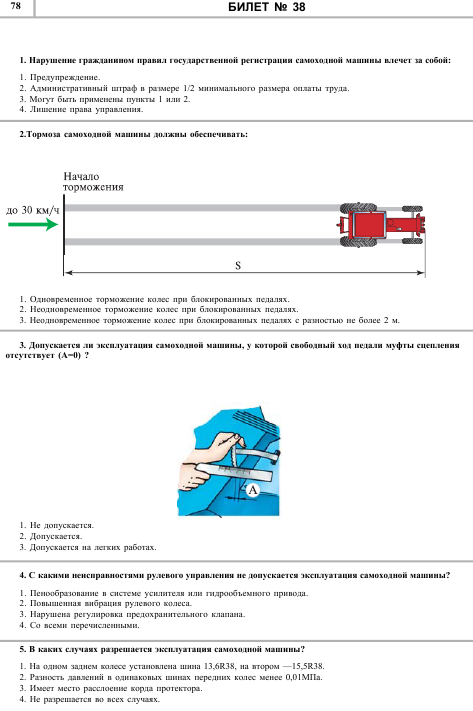 78
БИЛЕТ № 38
1. Нарушение гражданином правил государственной регистрации самоходной машины влечет за собой:
1. Предупреждение.
2. Административный штраф в размере 1/2 минимального размера оплаты труда.
3. Могут быть применены пункты 1 или 2.
4. Лишение права управления.
2.Тормоза самоходной машины должны обеспечивать:
Начало
торможения
до 30 км/ч
S
1. Одновременное торможение колес при блокированных педалях.
2. Неодновременное торможение колес при блокированных педалях.
3. Неодновременное торможение колес при блокированных педалях с разностью не более 2 м.
3. Допускается ли эксплуатация самоходной машины, у которой свободный ход педали муфты сцепления
отсутствует (А=0) ?
А
1. Не допускается.
2. Допускается.
3. Допускается на легких работах.
4. С какими неисправностями рулевого управления не допускается эксплуатация самоходной машины?
1. Пенообразование в системе усилителя или гидрообъемного привода.
2. Повышенная вибрация рулевого колеса.
3. Нарушена регулировка предохранительного клапана.
4. Со всеми перечисленными.
5. В каких случаях разрешается эксплуатация самоходной машины?
1. На одном заднем колесе установлена шина 13,6R38, на втором —15,5R38.
2. Разность давлений в одинаковых шинах передних колес менее 0,01МПа.
3. Имеет место расслоение корда протектора.
4. Не разрешается во всех случаях.